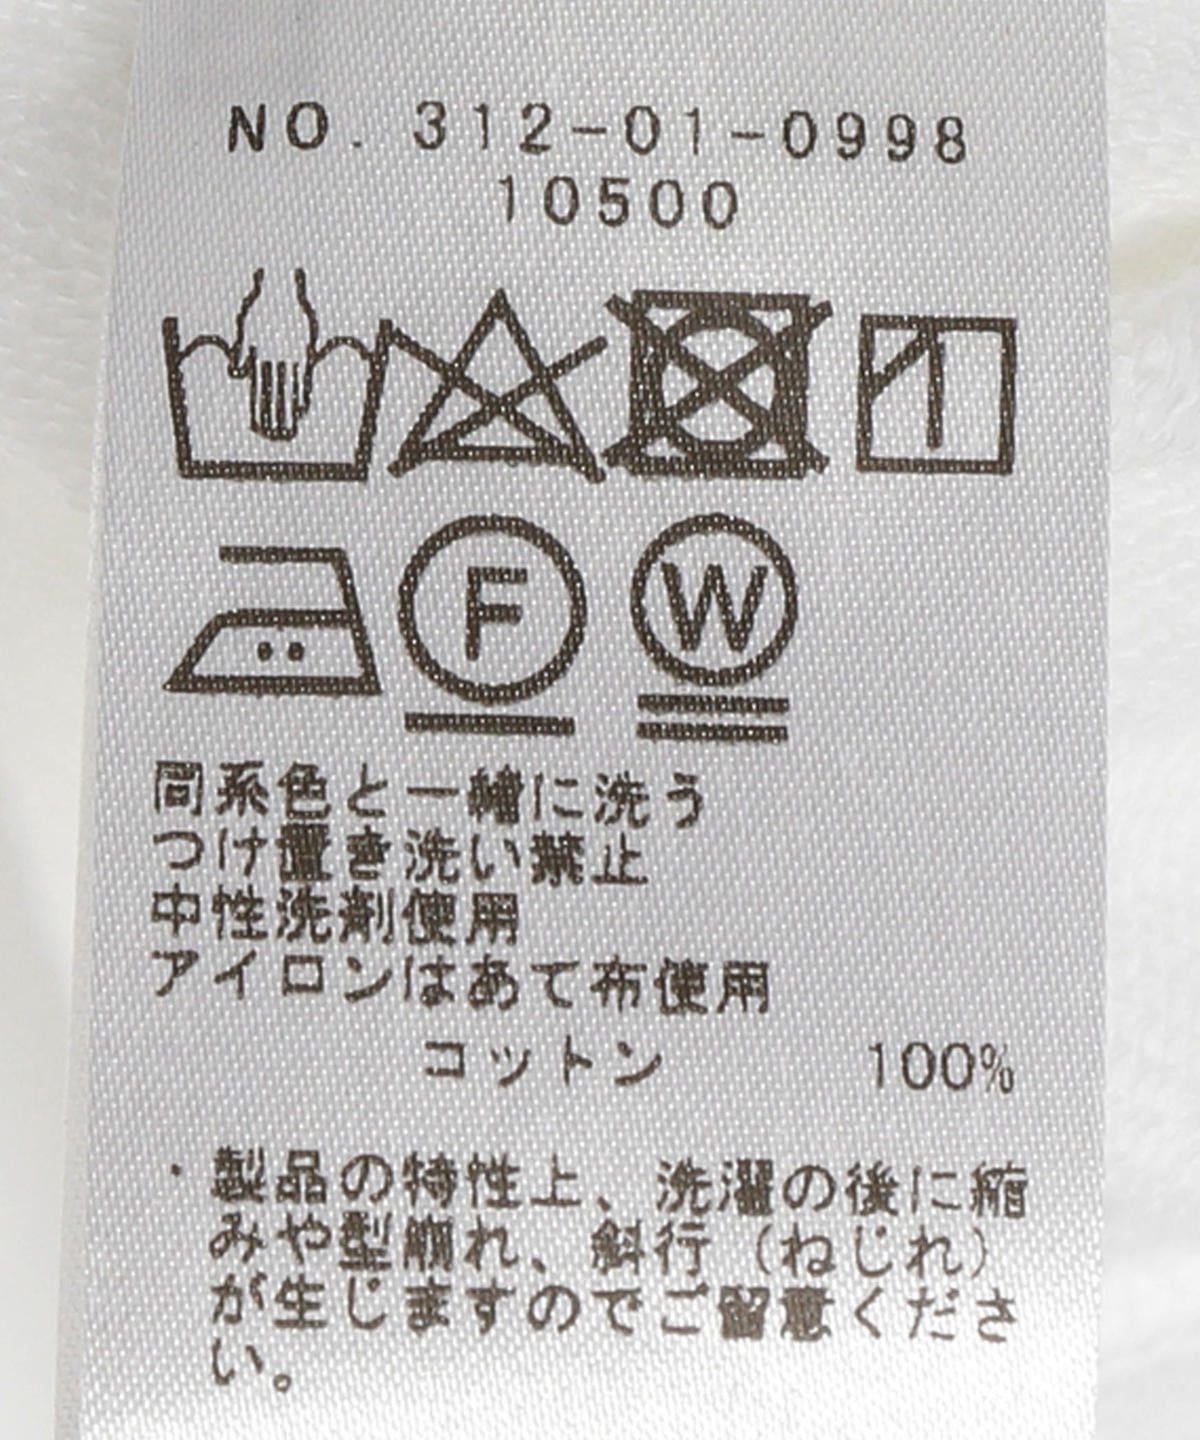 NO. 312-01-0998
10500
F W
同系色と一緒に洗う
つけ置き洗い禁止
中性洗剤使用
アイロンはあて布使用
コットン 100%
・製品の特性上、洗濯の後に縮
みや型崩れ、斜行（ねじれ）
が生じますのでご留意くださ
い。